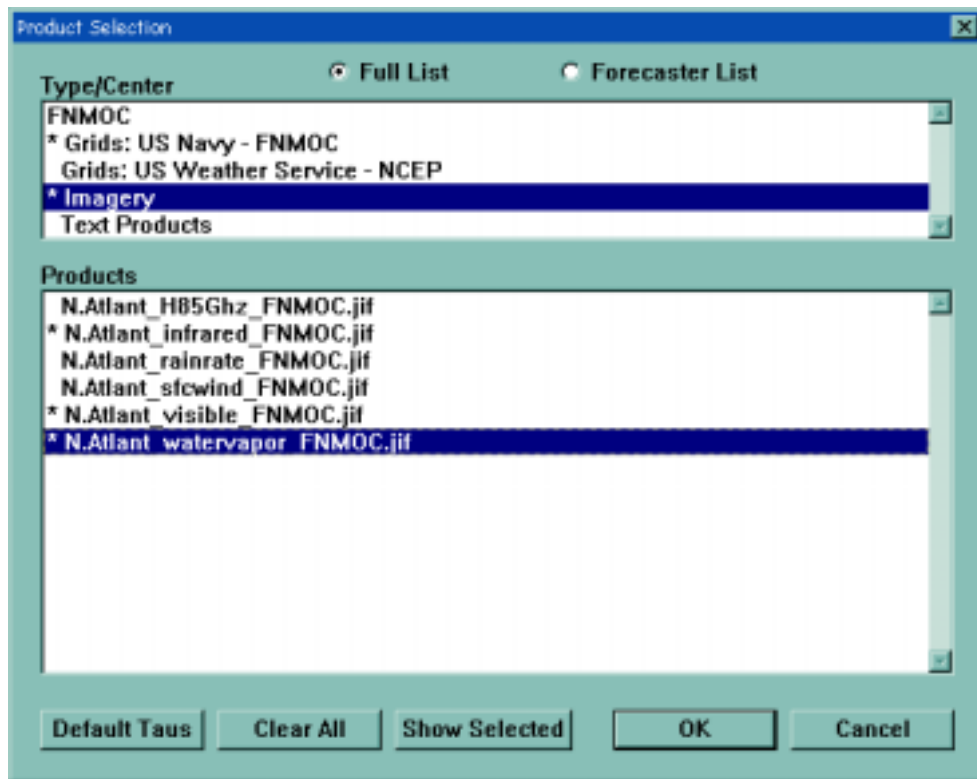 Product Selection
Full List Forecaster List
Type/Center
FNMOC
* Grids: US Navy - FNMOC
Grids: US Weather Service - NCEP
* Imagery
Text Products
Products
N.Atlant_H85Ghz_FNMOC.jif
* N.Atlant_infrared_FNMOC.jif
N.Atlant_rainrate_FNMOC.jif
N.Atlant_sfcwind_FNMOC.jif
* N.Atlant_visible_FNMOC.jif
* N.Atlant_watervapor_FNMOC.jif
Default Taus Clear All Show Selected OK Cancel